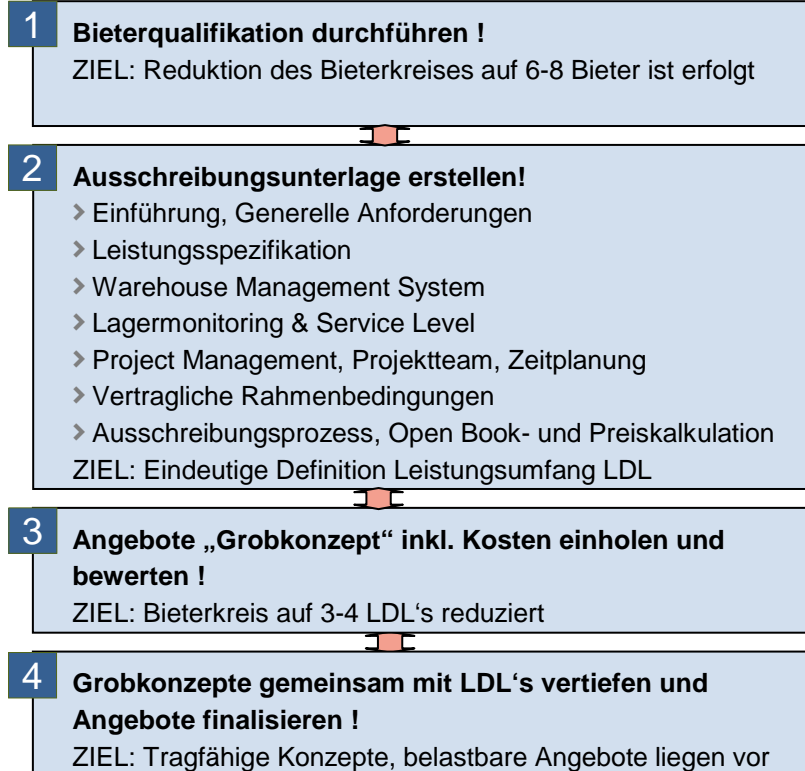 1
Bieterqualifikation durchführen !
ZIEL: Reduktion des Bieterkreises auf 6-8 Bieter ist erfolgt
2
Ausschreibungsunterlage erstellen!
> Einführung, Generelle Anforderungen
> Leistungsspezifikation
> Warehouse Management System
> Lagermonitoring & Service Level
> Project Management, Projektteam, Zeitplanung
> Vertragliche Rahmenbedingungen
> Ausschreibungsprozess, Open Book- und Preiskalkulation
ZIEL: Eindeutige Definition Leistungsumfang LDL
3
Angebote „Grobkonzept“ inkl. Kosten einholen und
bewerten !
ZIEL: Bieterkreis auf 3-4 LDL‘s reduziert
4
Grobkonzepte gemeinsam mit LDL‘s vertiefen und
Angebote finalisieren !
ZIEL: Tragfähige Konzepte, belastbare Angebote liegen vor